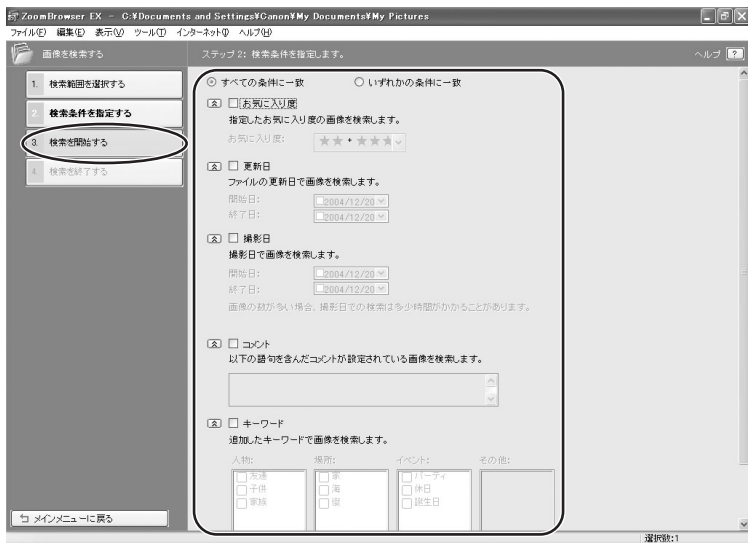 ZoomBrowser EX - C:¥Documents and Settings¥Canon¥My Documents¥My Pictures
ファイル(F) 編集(E) 表示(V) ツール(T) インターネット(I) ヘルプ(H)
画像を検索する
ステップ2: 検索条件を指定します。
ヘルプ ?
1. 検索範囲を選択する
2. 検索条件を指定する
3. 検索を開始する
4. 検索を終了する
すべての条件に一致 いずれかの条件に一致
お気に入り度
指定したお気に入り度の画像を検索します。
お気に入り度:
更新日
ファイルの更新日で画像を検索します。
開始日: 2004/12/20
終了日: 2004/12/20
撮影日
撮影日で画像を検索します。
開始日: 2004/12/20
終了日: 2004/12/20
画像の数が多い場合、撮影日での検索は多少時間がかかることがあります。
コメント
以下の語句を含んだコメントが設定されている画像を検索します。
キーワード
追加したキーワードで画像を検索します。
人物: 場所: イベント: その他:
友達 家 パーティ
子供 海 休日
家族 誕生日
メインメニューに戻る
選択数:1